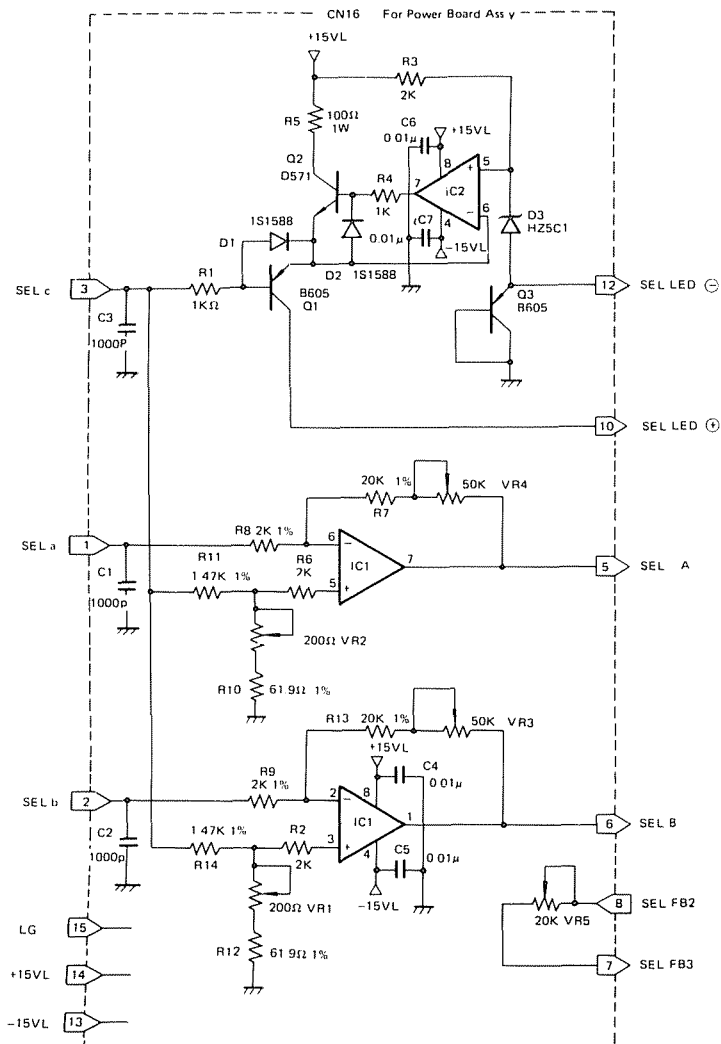 CN16 For Power Board Ass y
+15VL
R3
2K
R5
100Ω
1W
C6
0 01μ
+15VL
Q2
D571
R4
1K
7
8
+
5
iC2
−
6
4
C7
0.01μ
−15VL
D3
HZ5C1
1S1588
D1
D2 1S1588
SEL c
3
R1
1KΩ
B605
Q1
Q3
B605
12
SEL LED ⊖
C3
1000P
10
SEL LED ⊕
20K 1%
R7
50K VR4
SEL a
1
R8 2K 1%
6
−
IC1
7
5
+
5
SEL A
R11
1 47K 1%
R6
2K
C1
1000p
200Ω VR2
R10
61.9Ω 1%
R13
20K 1%
50K VR3
+15VL
C4
0 01μ
SEL b
2
R9
2K 1%
2
−
8
IC1
1
3
+
4
6
SEL B
C2
1000p
1 47K 1%
R14
R2
2K
C5
0 01μ
−15VL
200Ω VR1
R12
61 9Ω 1%
20K VR5
8
SEL FB2
7
SEL FB3
LG
15
+15VL
14
−15VL
13